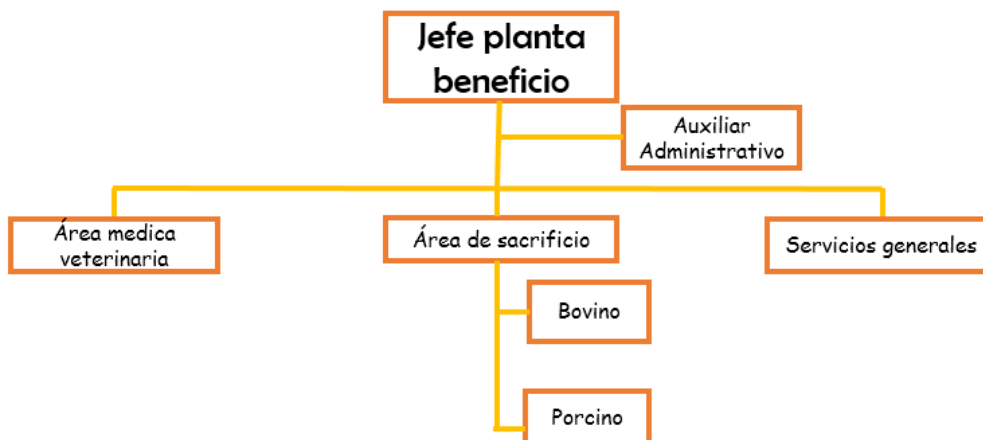 Jefe planta
beneficio
Auxiliar
Administrativo
Área medica
veterinaria
Área de sacrificio
Servicios generales
Bovino
Porcino